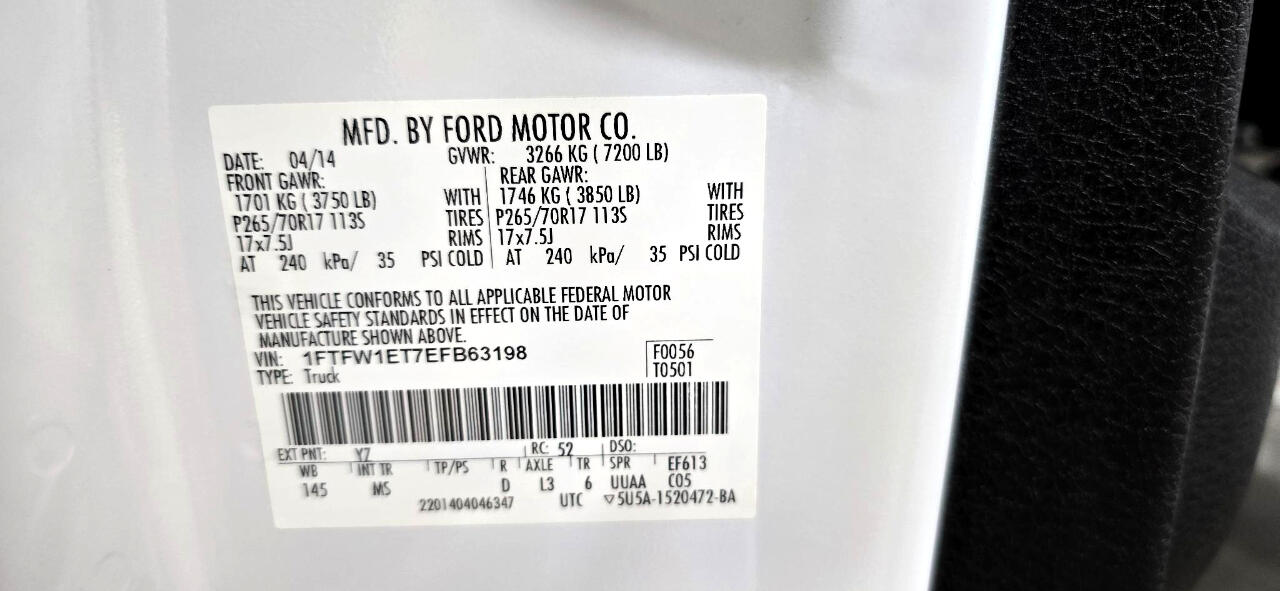 MFD. BY FORD MOTOR CO.
DATE: 04/14 GVWR: 3266 KG ( 7200 LB)
FRONT GAWR: REAR GAWR:
1701 KG ( 3750 LB) WITH 1746 KG ( 3850 LB) WITH
P265/70R17 113S TIRES P265/70R17 113S TIRES
17x7.5J RIMS 17x7.5J RIMS
AT 240 kPa/ 35 PSI COLD AT 240 kPa/ 35 PSI COLD
THIS VEHICLE CONFORMS TO ALL APPLICABLE FEDERAL MOTOR
VEHICLE SAFETY STANDARDS IN EFFECT ON THE DATE OF
MANUFACTURE SHOWN ABOVE.
VIN: 1FTFW1ET7EFB63198 F0056
TYPE: Truck T0501
EXT PNT: YZ RC: 52 DSO:
WB INT TR TP/PS R AXLE TR SPR EF613
145 MS D L3 6 UUAA C05
2201404046347 UTC ▽5U5A-1520472-BA